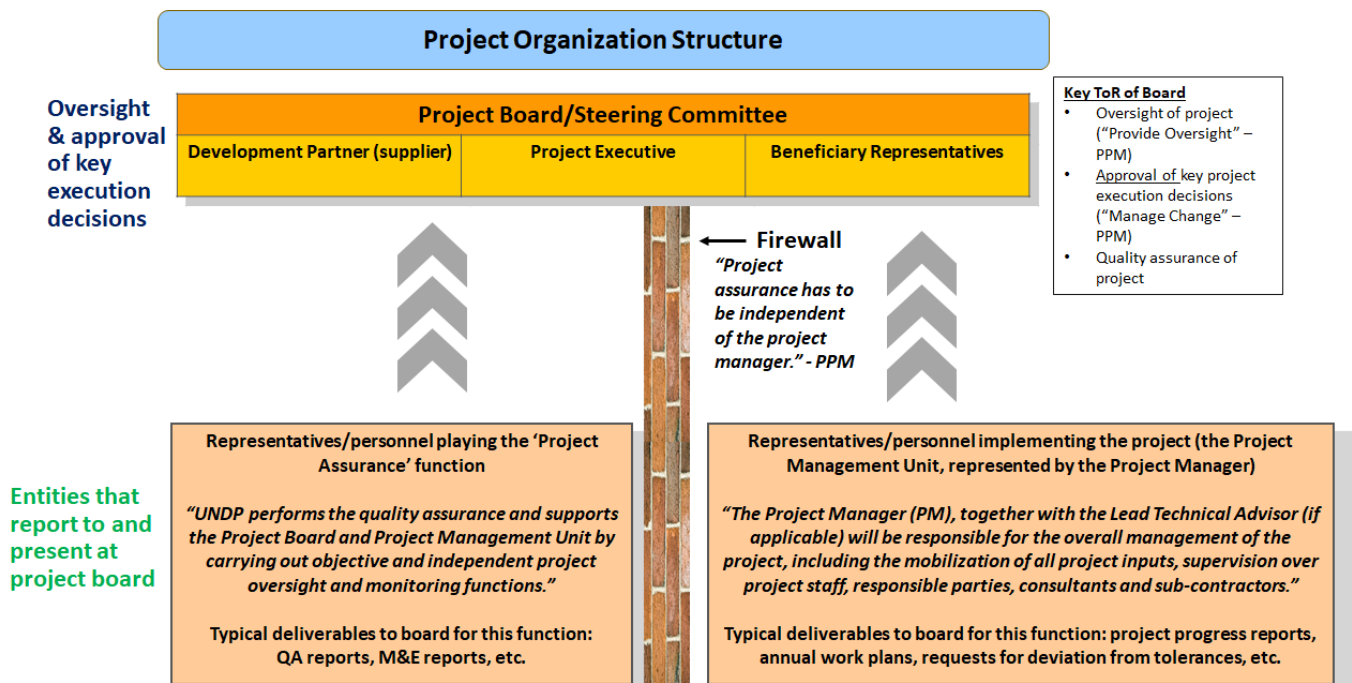 Project Organization Structure
Oversight
& approval
of key
execution
decisions
Project Board/Steering Committee
Development Partner (supplier)
Project Executive
Beneficiary Representatives
Key ToR of Board
• Oversight of project
(“Provide Oversight” –
PPM)
• Approval of key project
execution decisions
(“Manage Change” –
PPM)
• Quality assurance of
project
Firewall
“Project
assurance has to
be independent
of the project
manager.” - PPM
Entities that
report to and
present at
project board
Representatives/personnel playing the ‘Project
Assurance’ function
“UNDP performs the quality assurance and supports
the Project Board and Project Management Unit by
carrying out objective and independent project
oversight and monitoring functions.”
Typical deliverables to board for this function:
QA reports, M&E reports, etc.
Representatives/personnel implementing the project (the Project
Management Unit, represented by the Project Manager)
“The Project Manager (PM), together with the Lead Technical Advisor (if
applicable) will be responsible for the overall management of the
project, including the mobilization of all project inputs, supervision over
project staff, responsible parties, consultants and sub-contractors.”
Typical deliverables to board for this function: project progress reports,
annual work plans, requests for deviation from tolerances, etc.